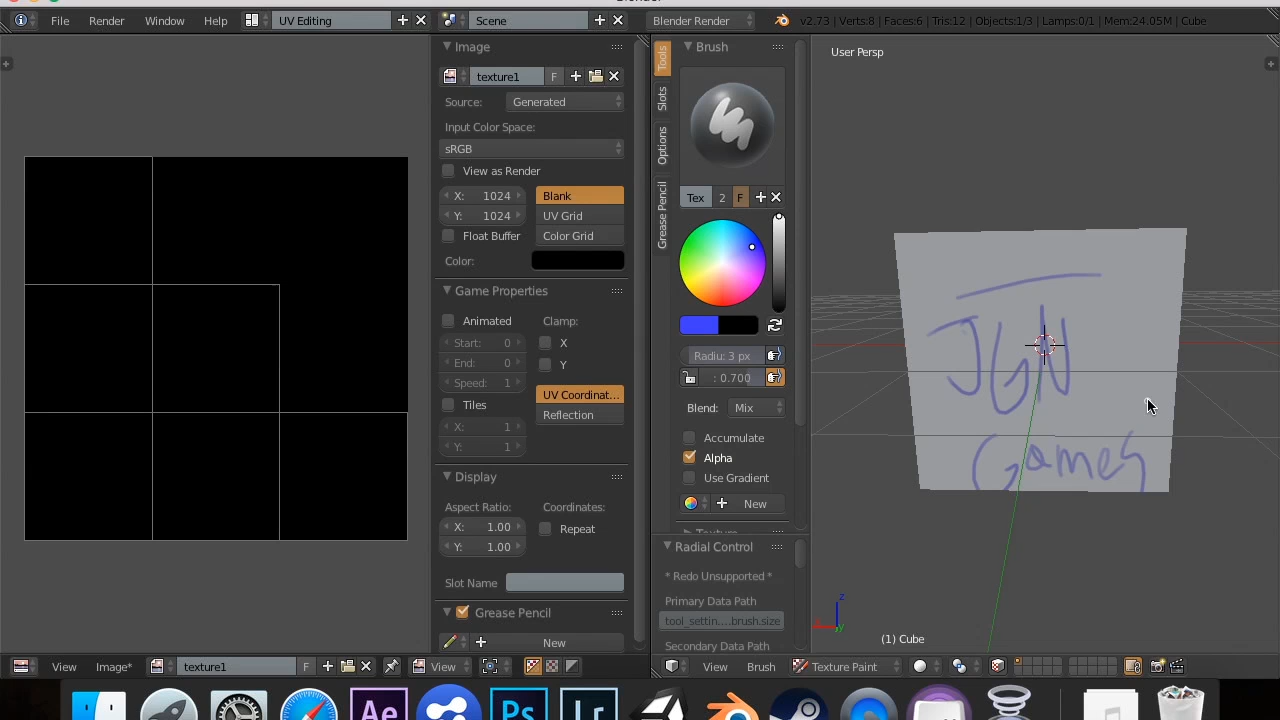 File Render Window Help UV Editing Scene Blender Render v2.73 | Verts:8 | Faces:6 | Tris:12 | Objects:1/3 | Lamps:0/1 | Mem:24.05M | Cube
Image
texture1 F
Source: Generated
Input Color Space:
sRGB
View as Render
X: 1024 Blank
Y: 1024 UV Grid
Float Buffer Color Grid
Color:
Game Properties
Animated Clamp:
Start: 0 X
End: 0 Y
Speed: 1 UV Coordinat...
Tiles Reflection
X: 1
Y: 1
Display
Aspect Ratio: Coordinates:
X: 1.00 Repeat
Y: 1.00
Slot Name
Grease Pencil
New
Tools
Slots
Options
Grease Pencil
Brush
Tex 2 F
Radiu: 3 px
: 0.700
Blend: Mix
Accumulate
Alpha
Use Gradient
New
Radial Control
* Redo Unsupported *
Primary Data Path
tool_settin....brush.size
Secondary Data Path
User Persp
JGN
Games
z
y
(1) Cube
View Image* texture1 F View
View Brush Texture Paint
Ae Ps Lr